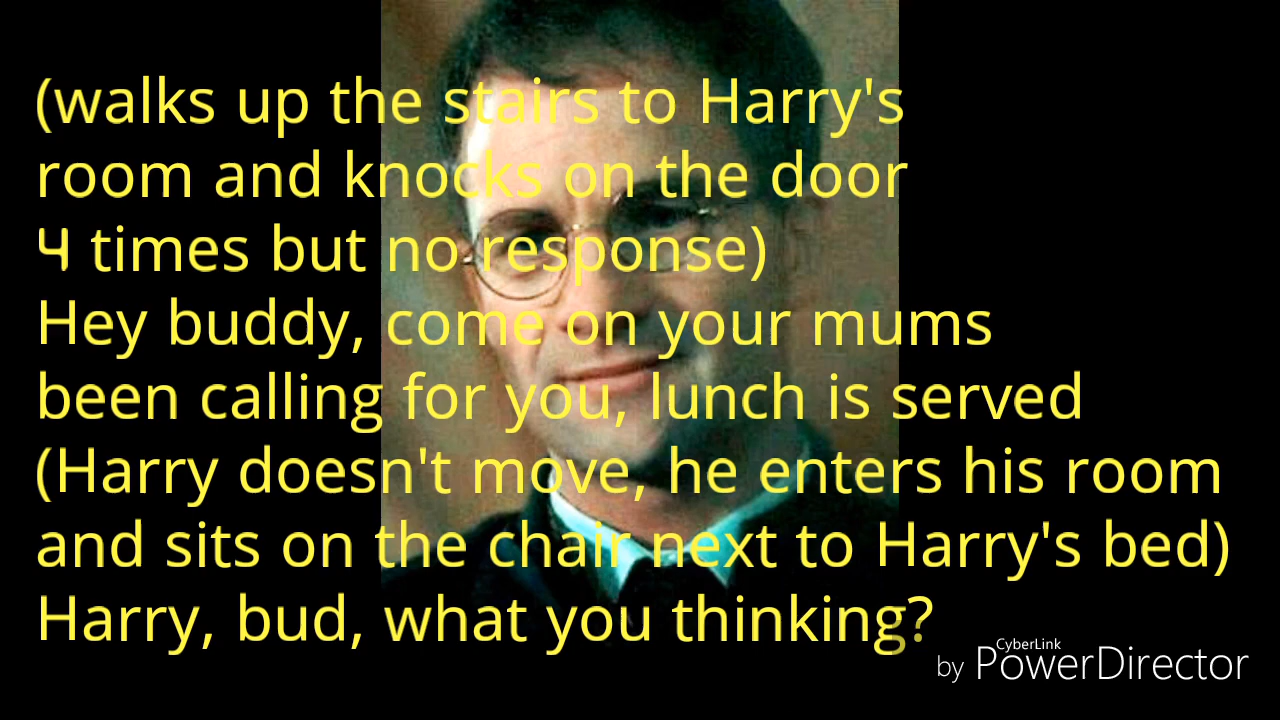 (walks up the stairs to Harry's
room and knocks on the door
4 times but no response)
Hey buddy, come on your mums
been calling for you, lunch is served
(Harry doesn't move, he enters his room
and sits on the chair next to Harry's bed)
Harry, bud, what you thinking?
CyberLink
by PowerDirector